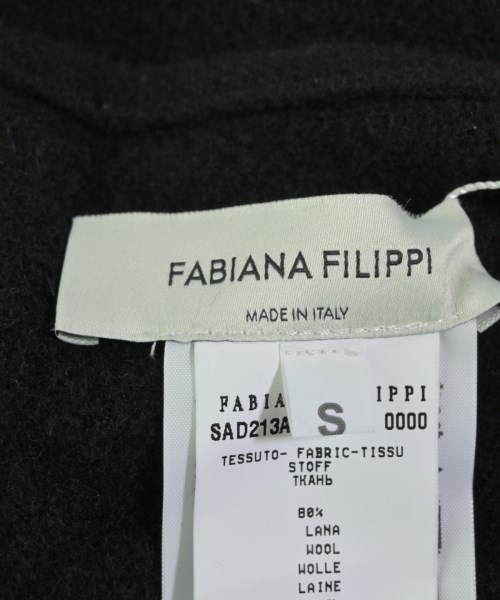 FABIANA FILIPPI
MADE IN ITALY
FABIA IPPI
SAD213A S 0000
TESSUTO- FABRIC-TISSU
STOFF
ТКАНЬ
80%
LANA
WOOL
WOLLE
LAINE